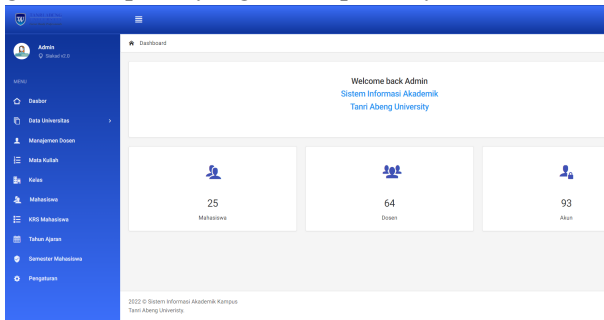 Admin
Siakad v2.0
MENU
Dasbor
Data Universitas
Manajemen Dosen
Mata Kuliah
Kelas
Mahasiswa
KRS Mahasiswa
Tahun Ajaran
Semester Mahasiswa
Pengaturan
Dashboard
Welcome back Admin
Sistem Informasi Akademik
Tanri Abeng University
25
Mahasiswa
64
Dosen
93
Akun
2022 © Sistem Informasi Akademik Kampus
Tanri Abeng Univeristy